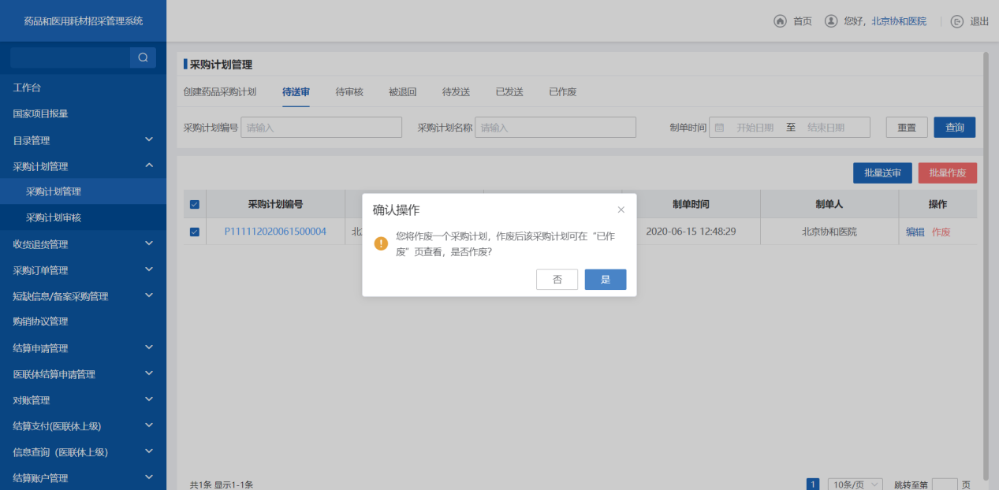 药品和医用耗材招采管理系统
首页
您好，北京协和医院
退出
工作台
国家项目报量
目录管理
采购计划管理
采购计划管理
采购计划审核
收货退货管理
采购订单管理
短缺信息/备案采购管理
购销协议管理
结算申请管理
医联体结算申请管理
对账管理
结算支付(医联体上级)
信息查询（医联体上级）
结算账户管理
采购计划管理
创建药品采购计划 待送审 待审核 被退回 待发送 已发送 已作废
采购计划编号 请输入 采购计划名称 请输入 制单时间 开始日期 至 结束日期 重置 查询
批量送审 批量作废
采购计划编号 制单时间 制单人 操作
P111112020061500004 2020-06-15 12:48:29 北京协和医院 编辑 作废
确认操作
您将作废一个采购计划，作废后该采购计划可在“已作
废”页查看，是否作废？
否 是
共1条 显示1-1条 1 10条/页 跳转至第 页